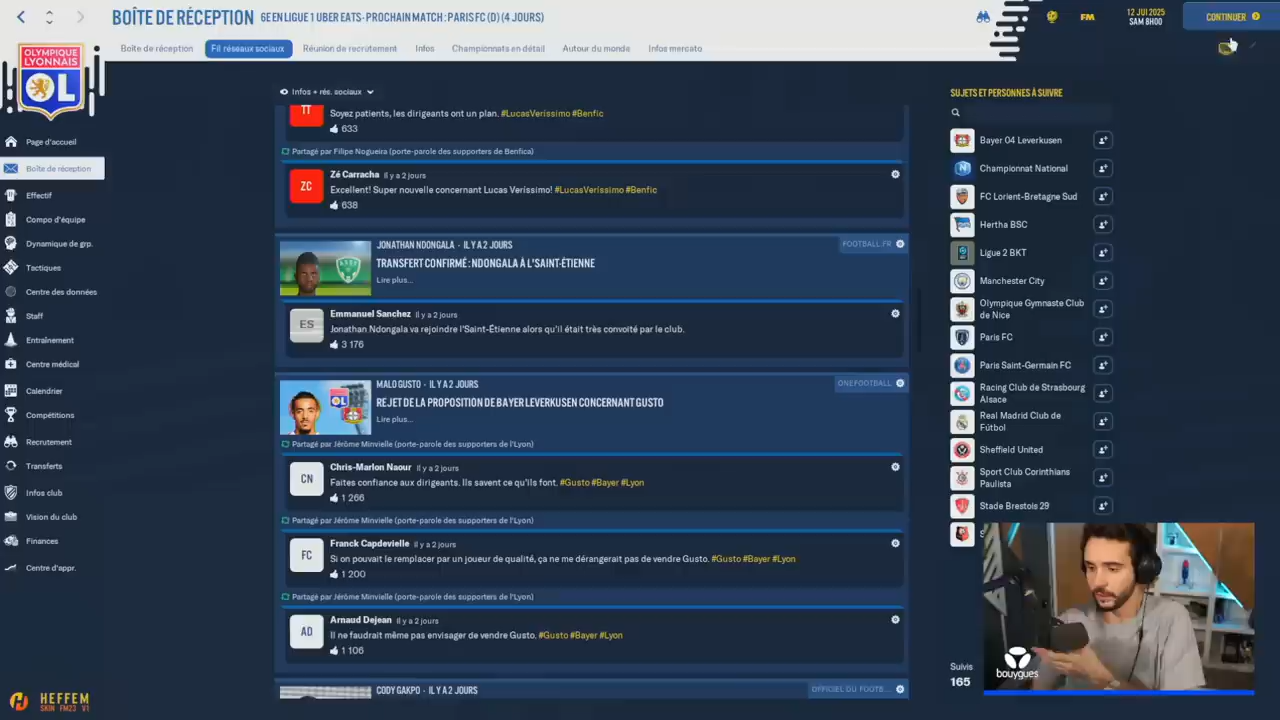 BOÎTE DE RÉCEPTION
6E EN LIGUE 1 UBER EATS - PROCHAIN MATCH : PARIS FC (D) (4 JOURS)
FM
12 JUI 2025
SAM 8H00
CONTINUER
OLYMPIQUE
LYONNAIS
OL
Boîte de réception
Fil réseaux sociaux
Réunion de recrutement
Infos
Championnats en détail
Autour du monde
Infos mercato
Page d'accueil
Boîte de réception
Effectif
Compo d'équipe
Dynamique de grp.
Tactiques
Centre des données
Staff
Entraînement
Centre médical
Calendrier
Compétitions
Recrutement
Transferts
Infos club
Vision du club
Finances
Centre d'appr.
HEFFEM
SKIN FM23 V1
Infos + rés. sociaux
TT
Soyez patients, les dirigeants ont un plan. #LucasVeríssimo #Benfic
633
Partagé par Filipe Nogueira (porte-parole des supporters de Benfica)
ZC
Zé Carracha il y a 2 jours
Excellent! Super nouvelle concernant Lucas Veríssimo! #LucasVeríssimo #Benfic
638
JONATHAN NDONGALA - IL Y A 2 JOURS
FOOTBALL.FR
TRANSFERT CONFIRMÉ : NDONGALA À L'SAINT-ÉTIENNE
Lire plus...
ES
Emmanuel Sanchez il y a 2 jours
Jonathan Ndongala va rejoindre l'Saint-Étienne alors qu'il était très convoité par le club.
3 176
MALO GUSTO - IL Y A 2 JOURS
ONEFOOTBALL
REJET DE LA PROPOSITION DE BAYER LEVERKUSEN CONCERNANT GUSTO
Lire plus...
Partagé par Jérôme Minvielle (porte-parole des supporters de l'Lyon)
CN
Chris-Marlon Naour il y a 2 jours
Faites confiance aux dirigeants. Ils savent ce qu'ils font. #Gusto #Bayer #Lyon
1 266
Partagé par Jérôme Minvielle (porte-parole des supporters de l'Lyon)
FC
Franck Capdevielle il y a 2 jours
Si on pouvait le remplacer par un joueur de qualité, ça ne me dérangerait pas de vendre Gusto. #Gusto #Bayer #Lyon
1 200
Partagé par Jérôme Minvielle (porte-parole des supporters de l'Lyon)
AD
Arnaud Dejean il y a 2 jours
Il ne faudrait même pas envisager de vendre Gusto. #Gusto #Bayer #Lyon
1 106
CODY GAKPO - IL Y A 2 JOURS
OFFICIEL DU FOOTB...
SUJETS ET PERSONNES À SUIVRE
Bayer 04 Leverkusen
Championnat National
FC Lorient-Bretagne Sud
Hertha BSC
Ligue 2 BKT
Manchester City
Olympique Gymnaste Club
de Nice
Paris FC
Paris Saint-Germain FC
Racing Club de Strasbourg
Alsace
Real Madrid Club de
Fútbol
Sheffield United
Sport Club Corinthians
Paulista
Stade Brestois 29
Suivis
165
bouygues